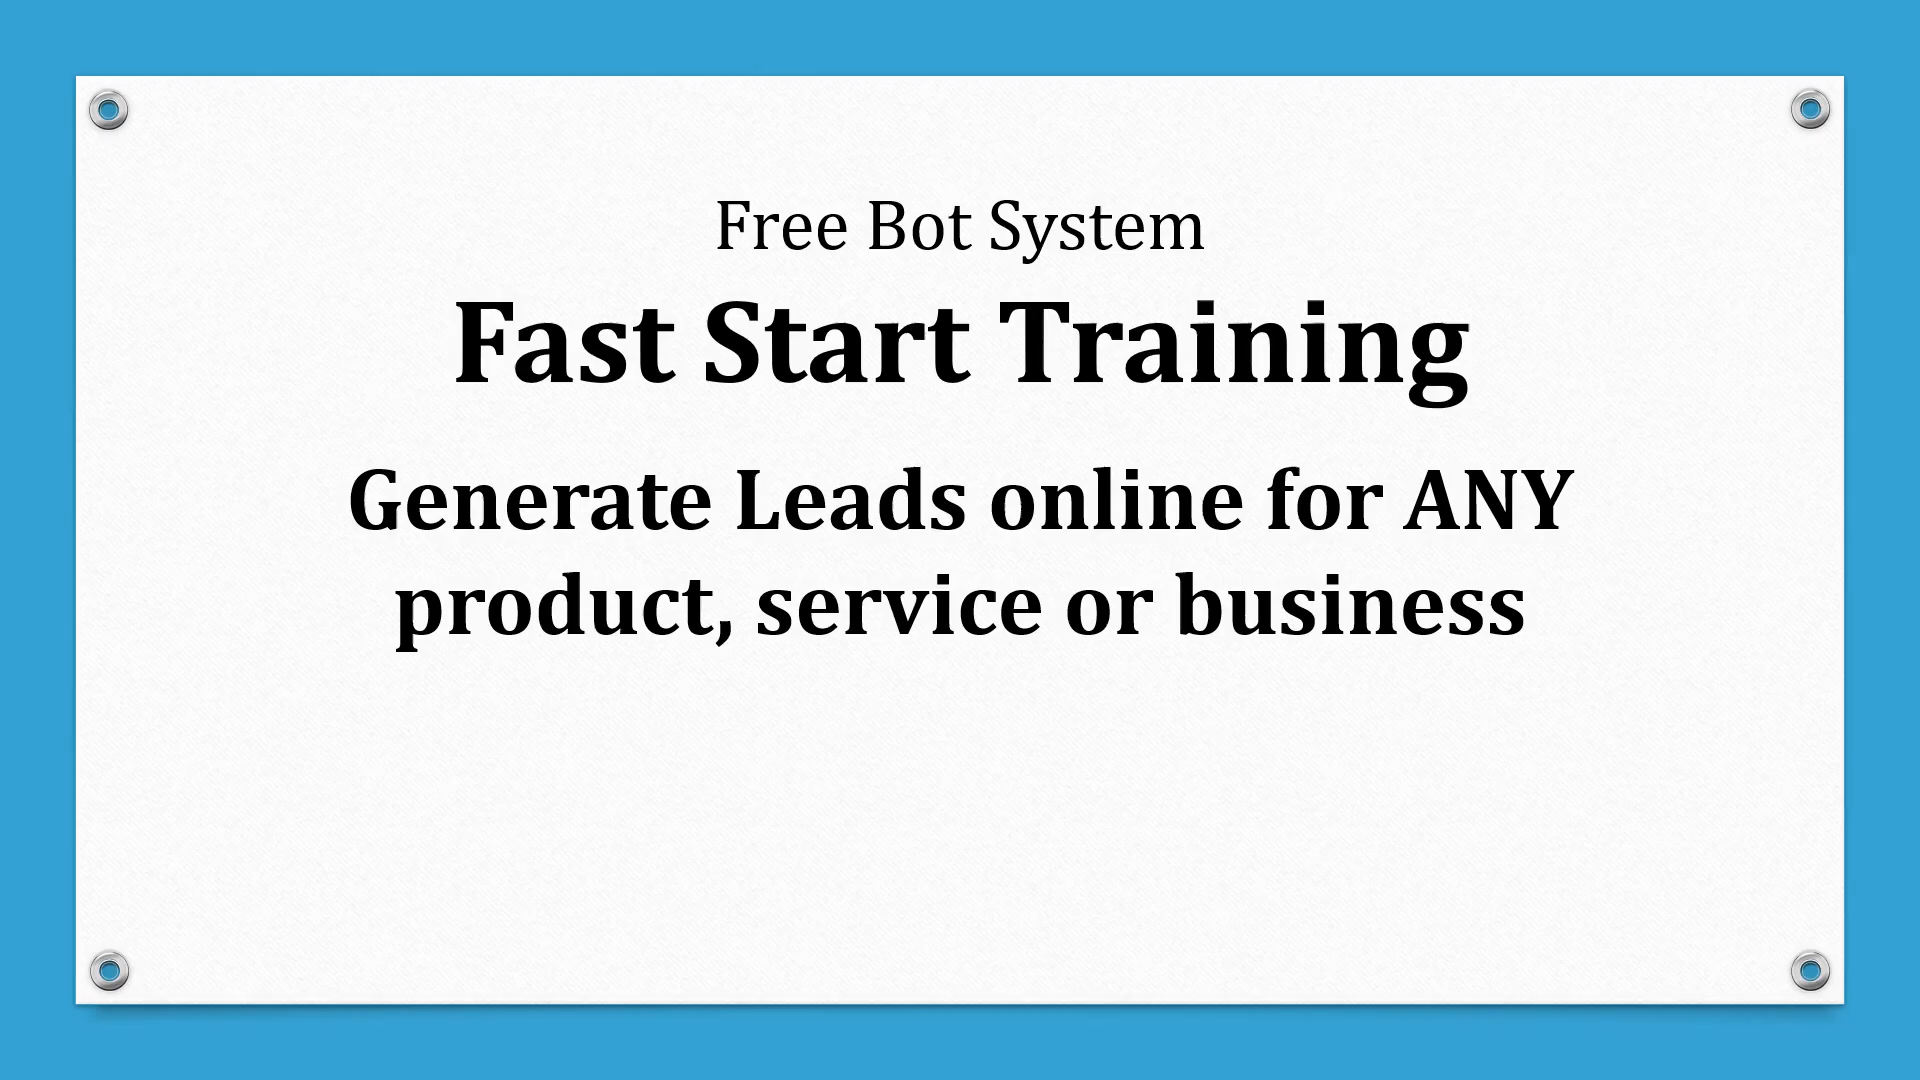 Free Bot System
Fast Start Training
Generate Leads online for ANY
product, service or business